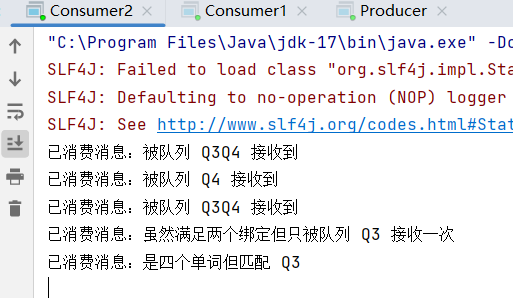 Consumer2 Consumer1 Producer
"C:\Program Files\Java\jdk-17\bin\java.exe" -Do
SLF4J: Failed to load class "org.slf4j.impl.Sta
SLF4J: Defaulting to no-operation (NOP) logger
SLF4J: See http://www.slf4j.org/codes.html#Stat
已消费消息：被队列 Q3Q4 接收到
已消费消息：被队列 Q4 接收到
已消费消息：被队列 Q3Q4 接收到
已消费消息：虽然满足两个绑定但只被队列 Q3 接收一次
已消费消息：是四个单词但匹配 Q3